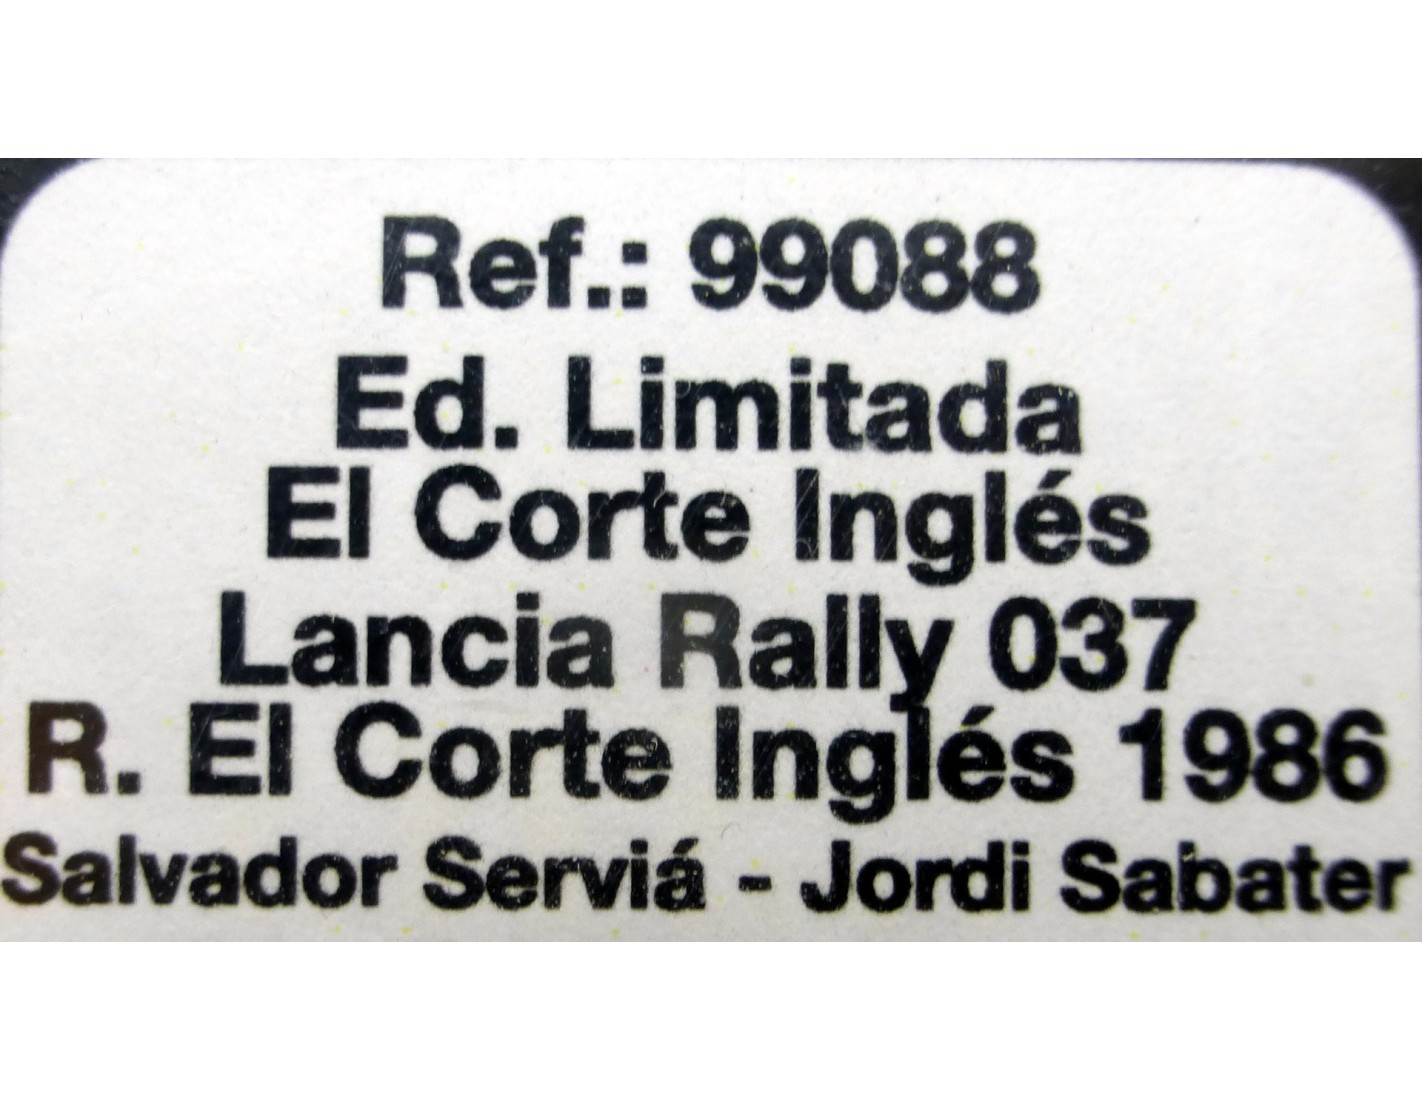 Ref.: 99088
Ed. Limitada
El Corte Inglés
Lancia Rally 037
R. El Corte Inglés 1986
Salvador Serviá - Jordi Sabater